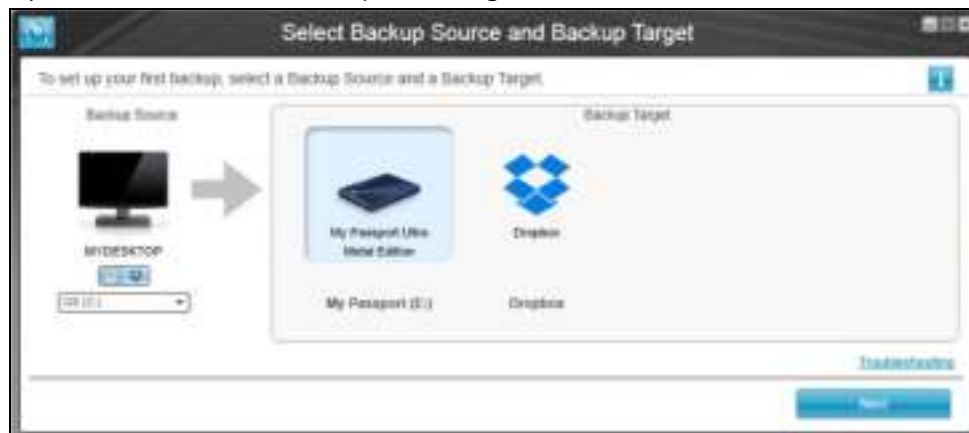 Select Backup Source and Backup Target
To set up your first backup, select a Backup Source and a Backup Target.
Backup Source
Backup Target
My Passport Ultra
Metal Edition
Dropbox
MYDESKTOP
My Passport (E:)
Dropbox
Troubleshooting
Next